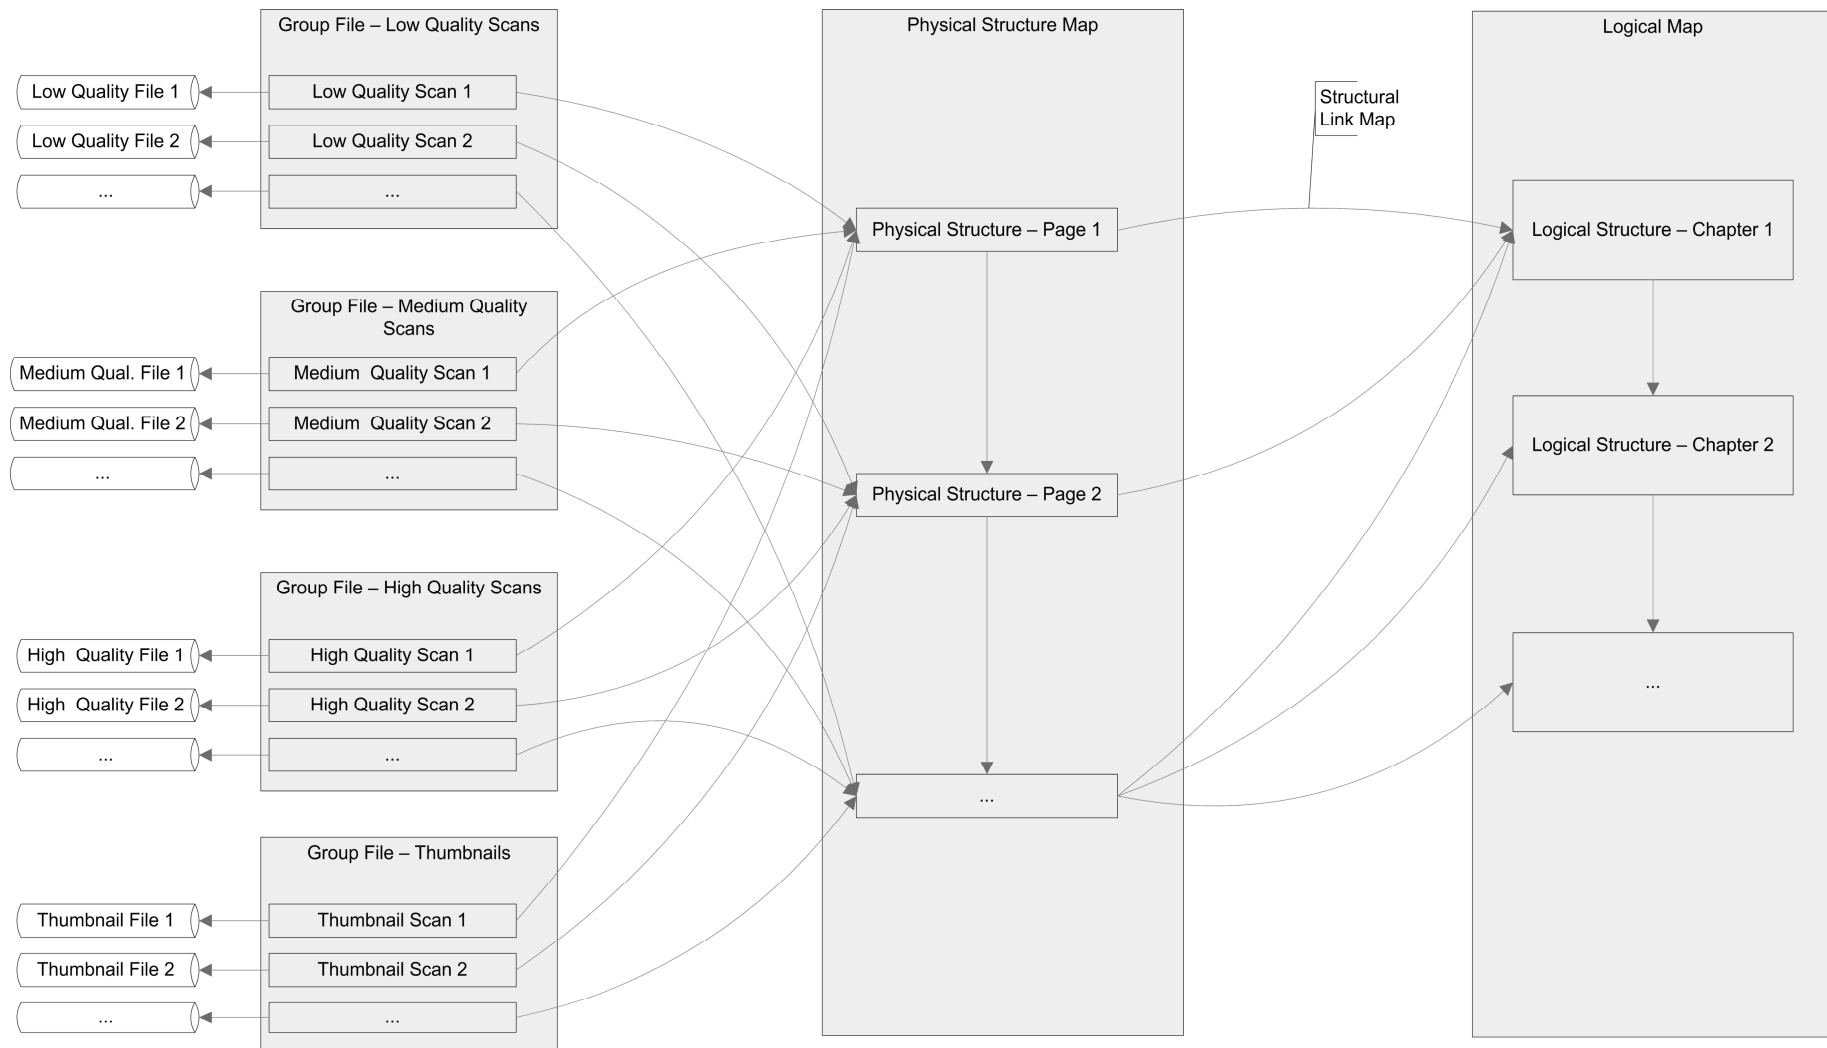 Group File – Low Quality Scans
Low Quality File 1
Low Quality Scan 1
Low Quality File 2
Low Quality Scan 2
...
...
Group File – Medium Quality
Scans
Medium Qual. File 1
Medium Quality Scan 1
Medium Qual. File 2
Medium Quality Scan 2
...
...
Group File – High Quality Scans
High Quality File 1
High Quality Scan 1
High Quality File 2
High Quality Scan 2
...
...
Group File – Thumbnails
Thumbnail File 1
Thumbnail Scan 1
Thumbnail File 2
Thumbnail Scan 2
...
...
Physical Structure Map
Physical Structure – Page 1
Physical Structure – Page 2
...
Structural
Link Map
Logical Map
Logical Structure – Chapter 1
Logical Structure – Chapter 2
...